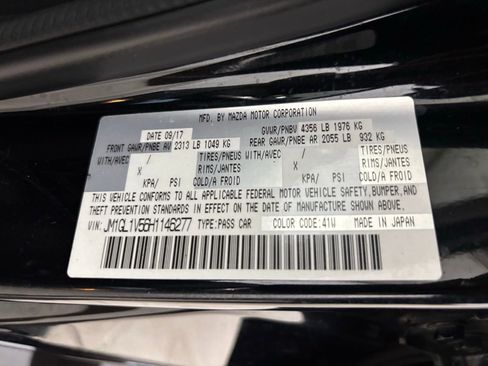 MFD. BY MAZDA MOTOR CORPORATION
DATE 09/17 GVWR/PNBV 4356 LB 1976 KG
FRONT GAWR/PNBE AV 2313 LB 1049 KG REAR GAWR/PNBE AR 2055 LB 932 KG
WITH/AVEC / TIRES/PNEUS WITH/AVEC / TIRES/PNEUS
X RIMS/JANTES X RIMS/JANTES
KPA/ PSI COLD/A FROID KPA/ PSI COLD/A FROID
THIS VEHICLE CONFORMS TO ALL APPLICABLE FEDERAL MOTOR VEHICLE SAFETY, BUMPER, AND
THEFT PREVENTION STANDARDS IN EFFECT ON THE DATE OF MANUFACTURE SHOWN ABOVE.
VIN: JM1GL1V56H1146277 TYPE: PASS CAR COLOR CODE: 41W MADE IN JAPAN